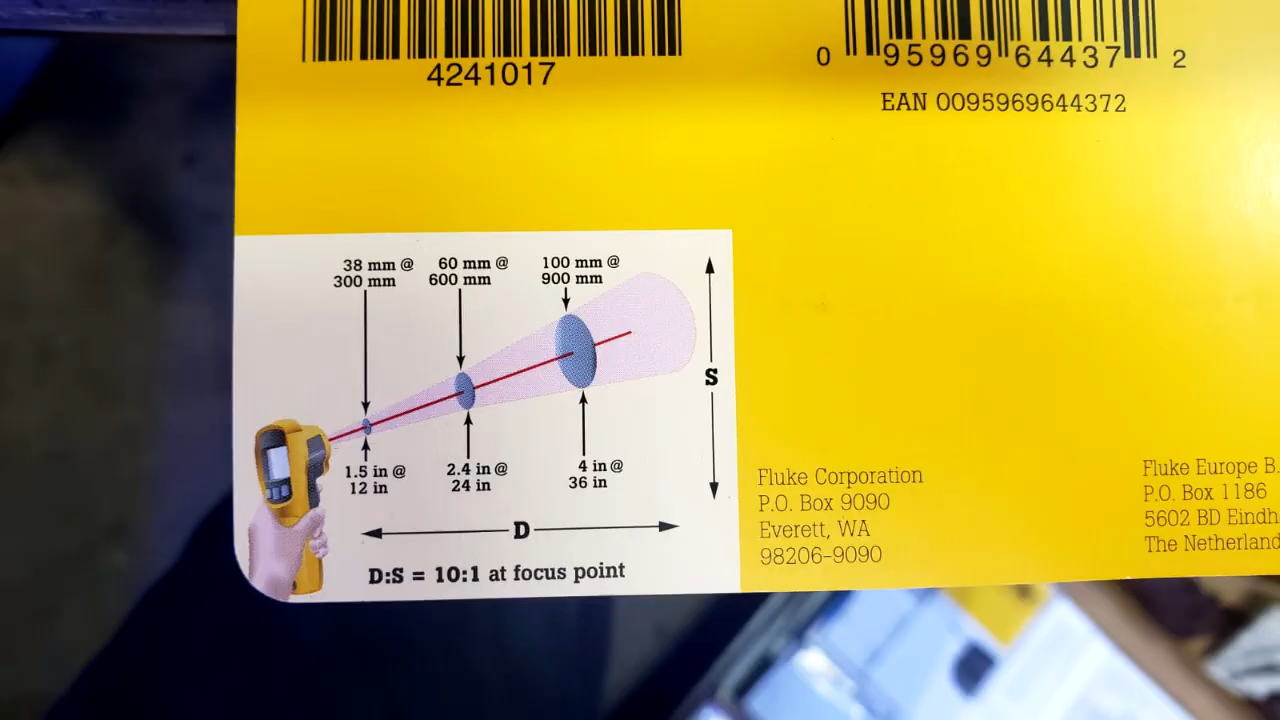 4241017
0 95969 64437 2
EAN 0095969644372
38 mm @
300 mm
60 mm @
600 mm
100 mm @
900 mm
S
1.5 in @
12 in
2.4 in @
24 in
4 in @
36 in
D
D:S = 10:1 at focus point
Fluke Corporation
P.O. Box 9090
Everett, WA
98206-9090
Fluke Europe B.
P.O. Box 1186
5602 BD Eindh
The Netherland